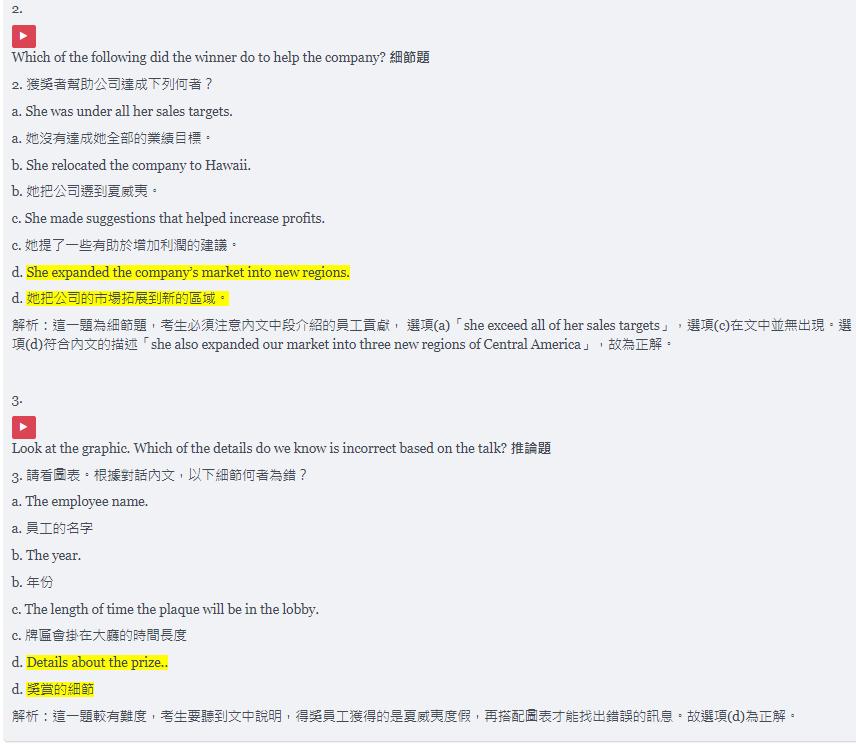 2.
Which of the following did the winner do to help the company? 細節題
2. 獲獎者幫助公司達成下列何者？
a. She was under all her sales targets.
a. 她沒有達成她全部的業績目標。
b. She relocated the company to Hawaii.
b. 她把公司遷到夏威夷。
c. She made suggestions that helped increase profits.
c. 她提了一些有助於增加利潤的建議。
d. She expanded the company's market into new regions.
d. 她把公司的市場拓展到新的區域。
解析：這一題為細節題，考生必須注意內文中段介紹的員工貢獻， 選項(a)「she exceed all of her sales targets」，選項(c)在文中並無出現。選
項(d)符合內文的描述「she also expanded our market into three new regions of Central America」，故為正解。
3.
Look at the graphic. Which of the details do we know is incorrect based on the talk? 推論題
3. 請看圖表。根據對話內文，以下細節何者為錯？
a. The employee name.
a. 員工的名字
b. The year.
b. 年份
c. The length of time the plaque will be in the lobby.
c. 牌匾會掛在大廳的時間長度
d. Details about the prize..
d. 獎賞的細節
解析：這一題較有難度，考生要聽到文中說明，得獎員工獲得的是夏威夷度假，再搭配圖表才能找出錯誤的訊息。故選項(d)為正解。